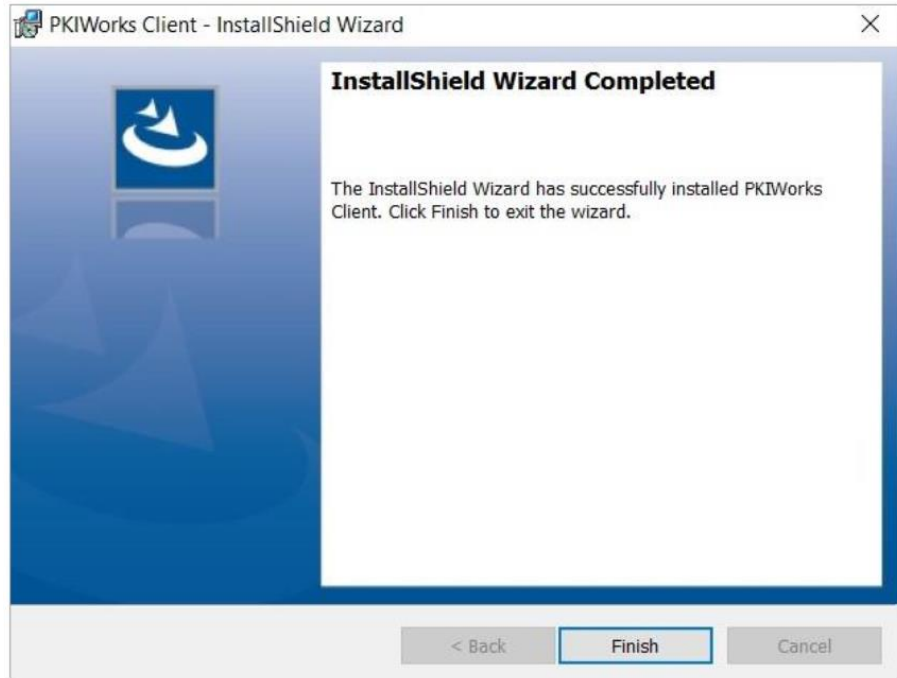 PKIWorks Client - InstallShield Wizard
InstallShield Wizard Completed
The InstallShield Wizard has successfully installed PKIWorks
Client. Click Finish to exit the wizard.
< Back
Finish
Cancel